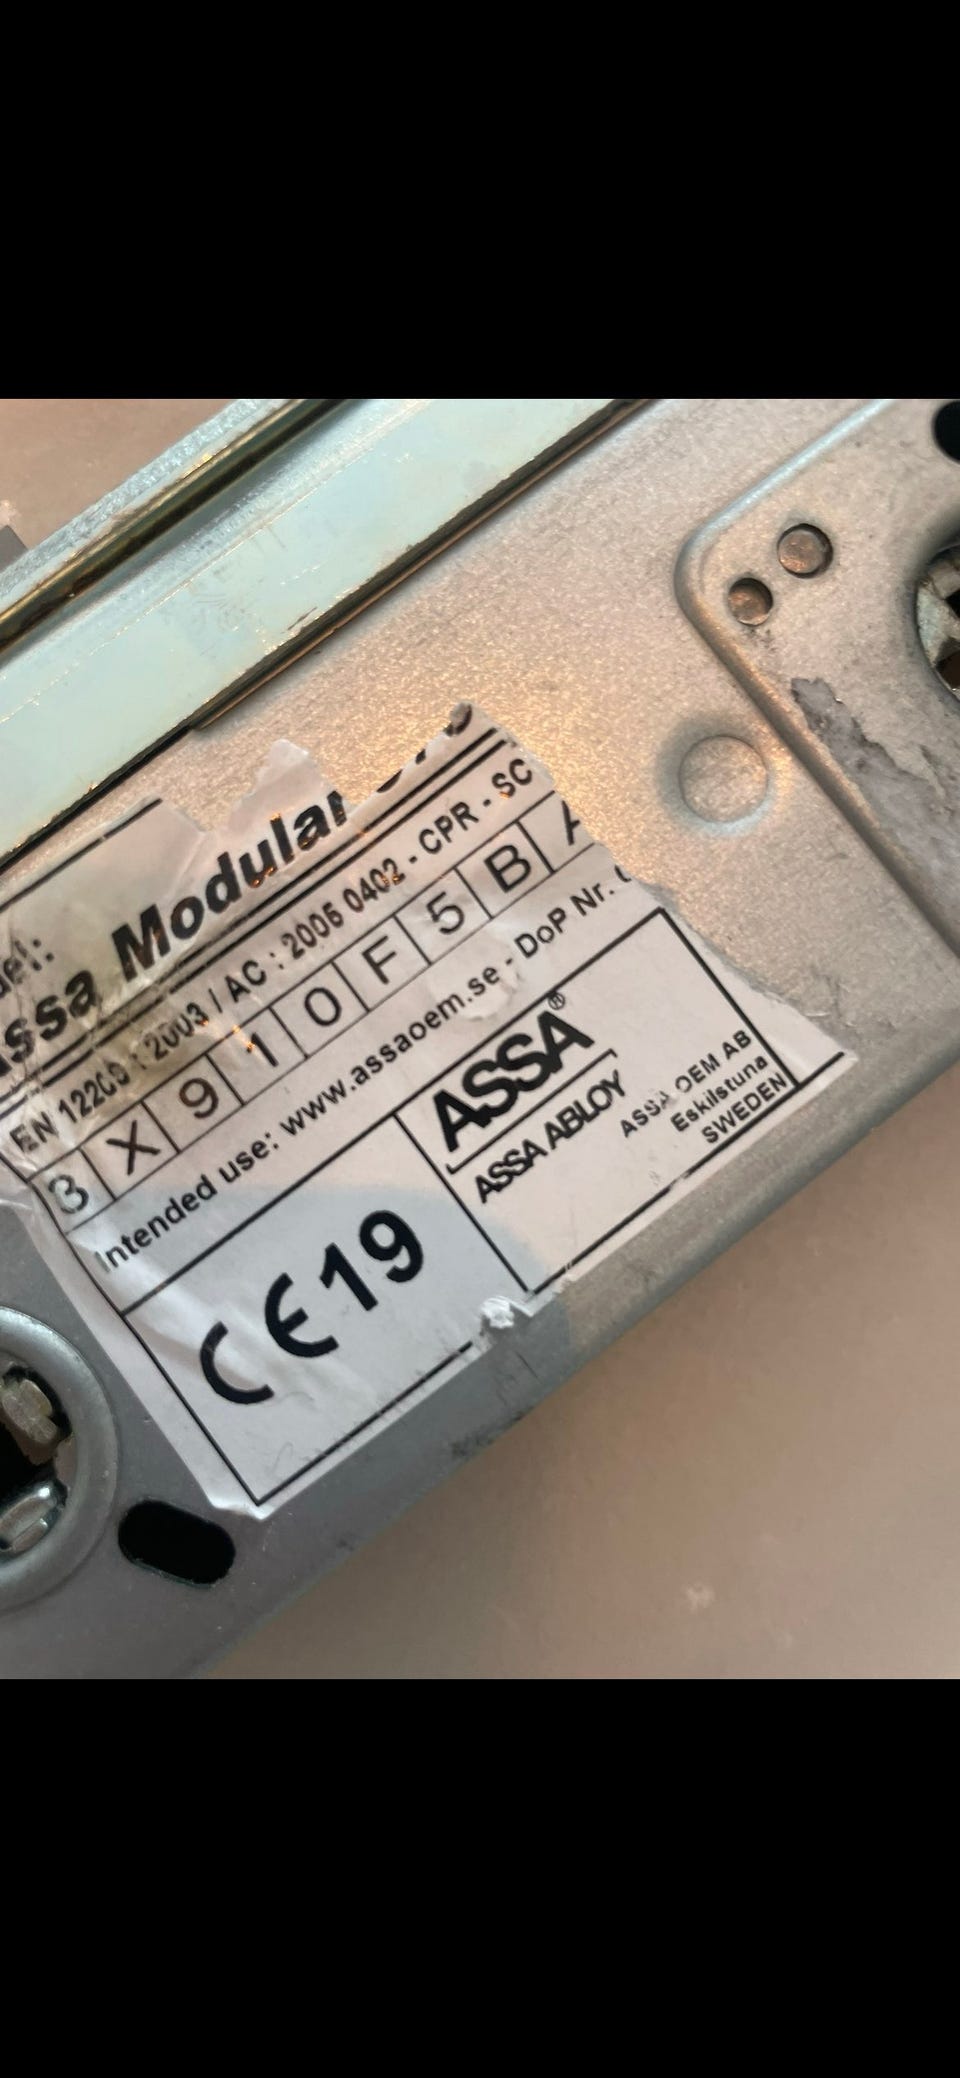 Assa Modular
EN 12209 : 2003 / AC : 2005 0402 - CPR - SC
3 X 9 1 0 F 5 B A
Intended use: www.assaoem.se - DoP Nr.
CE 19
ASSA®
ASSA ABLOY
ASSA OEM AB
Eskilstuna
SWEDEN